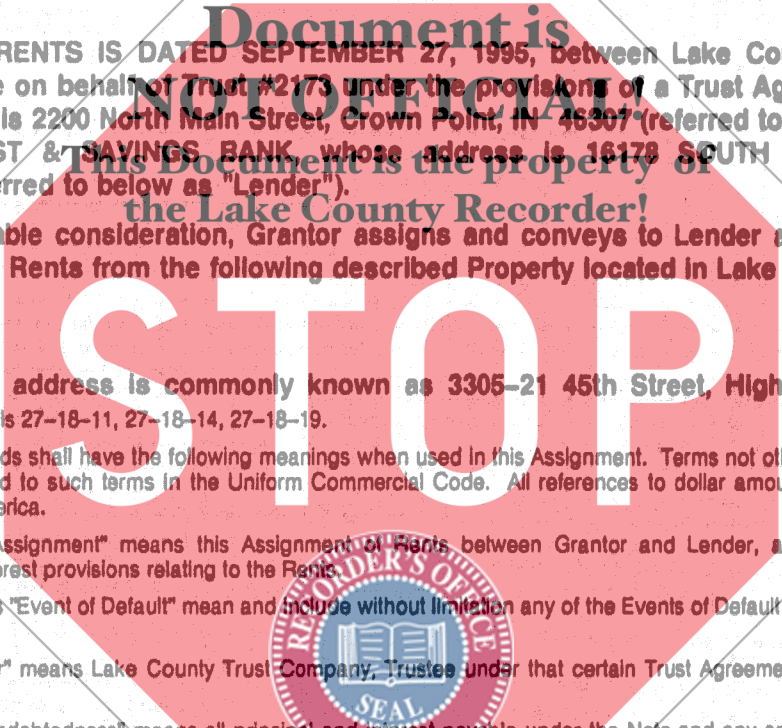 Document is
RENTS IS DATED SEPTEMBER 27, 1995, between Lake Co
NOT OFFICIAL!
e on behalf of Trust #2173 under the provisions of a Trust Ag
is 2200 North Main Street, Crown Point, IN 46307 (referred to
This Document is the property of
ST & SAVINGS BANK, whose address is 16178 SOUTH
rred to below as "Lender").
the Lake County Recorder!
able consideration, Grantor assigns and conveys to Lender a
Rents from the following described Property located in Lake
STOP
address is commonly known as 3305–21 45th Street, High
is 27–18–11, 27–18–14, 27–18–19.
ds shall have the following meanings when used in this Assignment. Terms not ot
d to such terms in the Uniform Commercial Code. All references to dollar amou
erica.
Assignment" means this Assignment of Rents between Grantor and Lender, a
erest provisions relating to the Rents.
s "Event of Default" mean and include without limitation any of the Events of Default
RECORDER'S OFFICE
r" means Lake County Trust Company, Trustee under that certain Trust Agreeme
SEAL